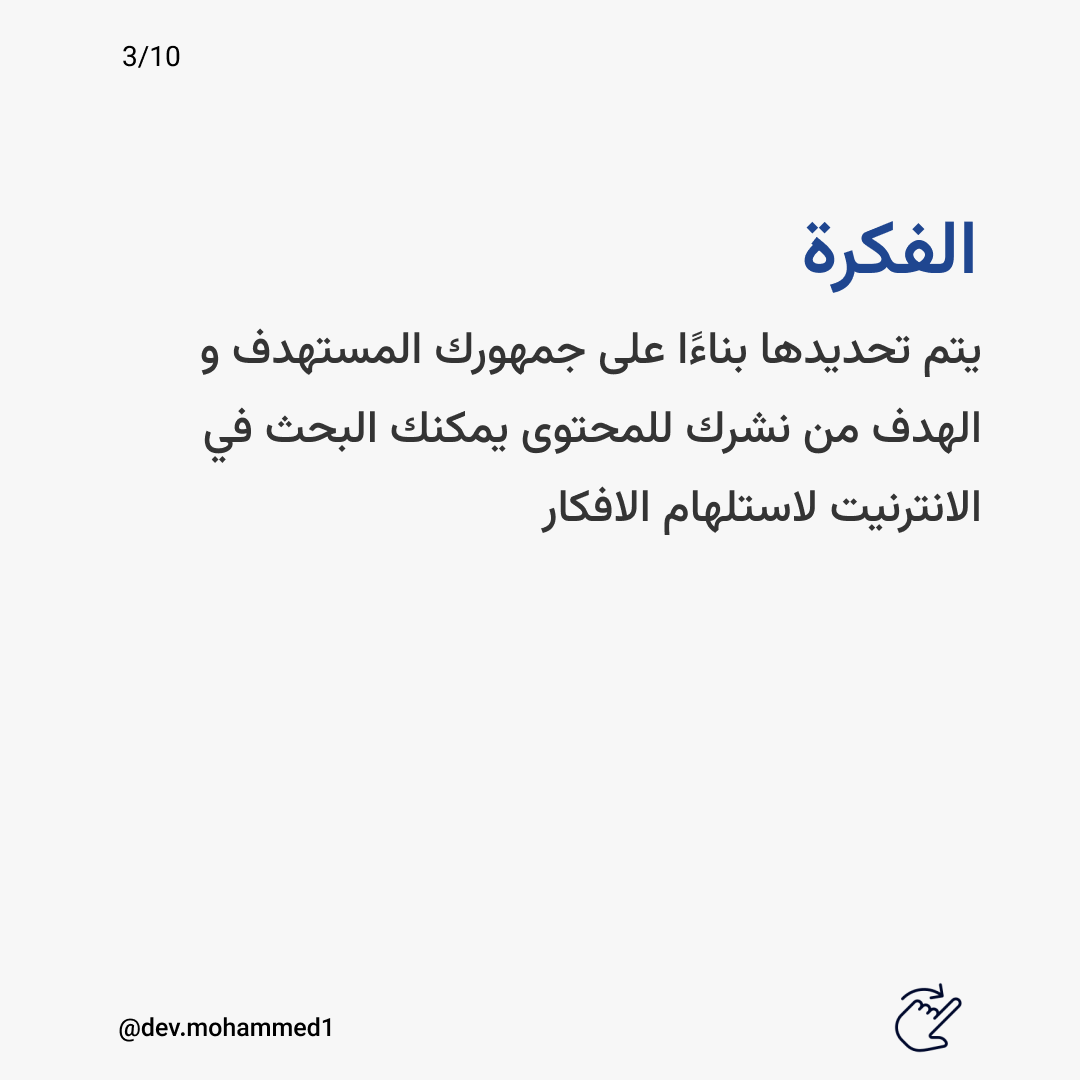 3/10
الفكرة
يتم تحديدها بناءًا على جمهورك المستهدف و
الهدف من نشرك للمحتوى يمكنك البحث في
الانترنيت لاستلهام الافكار
@dev.mohammed1